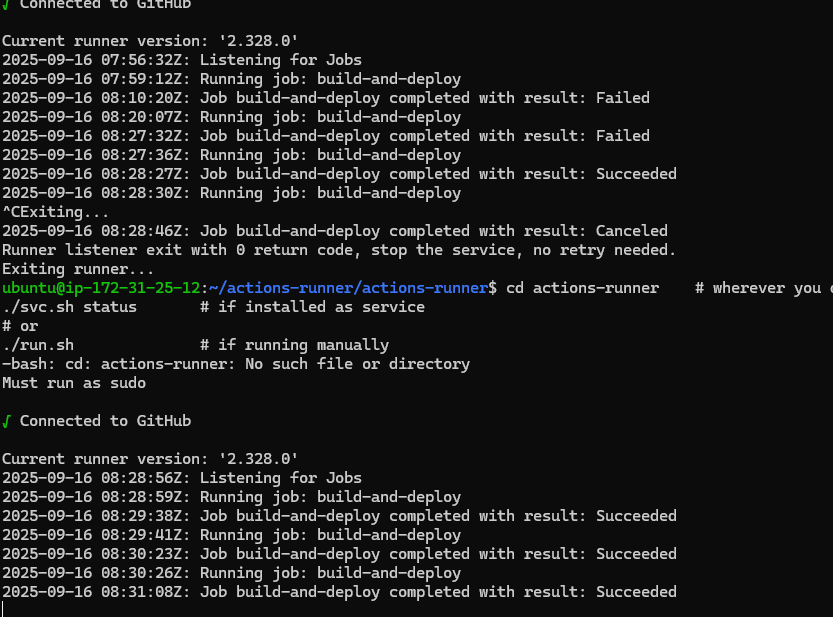 √ Connected to GitHub
Current runner version: '2.328.0'
2025-09-16 07:56:32Z: Listening for Jobs
2025-09-16 07:59:12Z: Running job: build-and-deploy
2025-09-16 08:10:20Z: Job build-and-deploy completed with result: Failed
2025-09-16 08:20:07Z: Running job: build-and-deploy
2025-09-16 08:27:32Z: Job build-and-deploy completed with result: Failed
2025-09-16 08:27:36Z: Running job: build-and-deploy
2025-09-16 08:28:27Z: Job build-and-deploy completed with result: Succeeded
2025-09-16 08:28:30Z: Running job: build-and-deploy
^CExiting...
2025-09-16 08:28:46Z: Job build-and-deploy completed with result: Canceled
Runner listener exit with 0 return code, stop the service, no retry needed.
Exiting runner...
ubuntu@ip-172-31-25-12:~/actions-runner/actions-runner$ cd actions-runner    # wherever you
./svc.sh status       # if installed as service
# or
./run.sh              # if running manually
-bash: cd: actions-runner: No such file or directory
Must run as sudo
√ Connected to GitHub
Current runner version: '2.328.0'
2025-09-16 08:28:56Z: Listening for Jobs
2025-09-16 08:28:59Z: Running job: build-and-deploy
2025-09-16 08:29:38Z: Job build-and-deploy completed with result: Succeeded
2025-09-16 08:29:41Z: Running job: build-and-deploy
2025-09-16 08:30:23Z: Job build-and-deploy completed with result: Succeeded
2025-09-16 08:30:26Z: Running job: build-and-deploy
2025-09-16 08:31:08Z: Job build-and-deploy completed with result: Succeeded